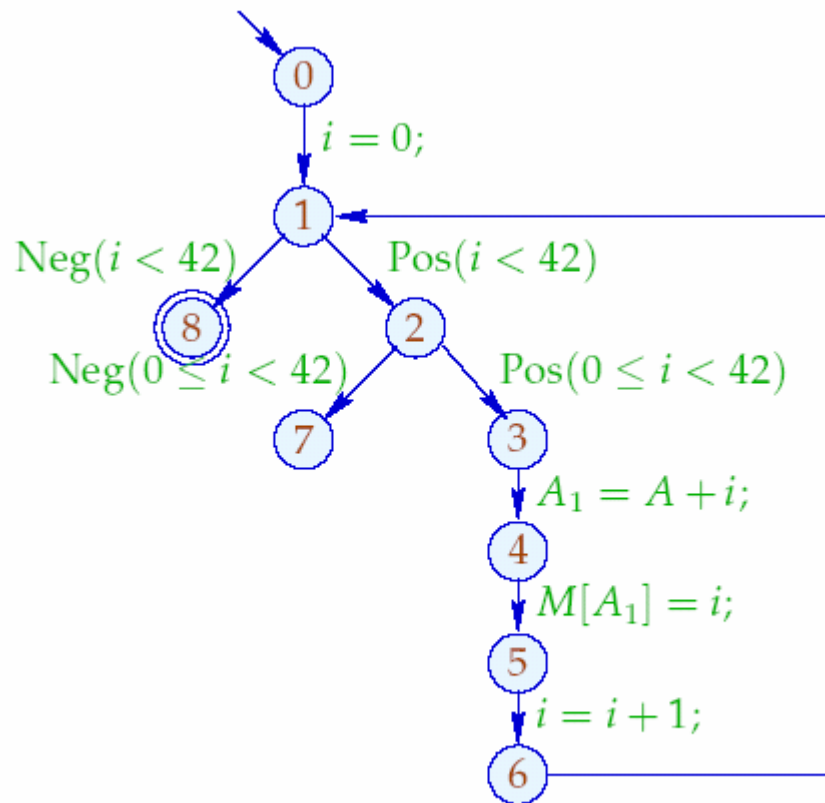 0
i = 0;
1
Neg(i < 42) Pos(i < 42)
8 2
Neg(0 ≤ i < 42) Pos(0 ≤ i < 42)
7 3
A₁ = A + i;
4
M[A₁] = i;
5
i = i + 1;
6